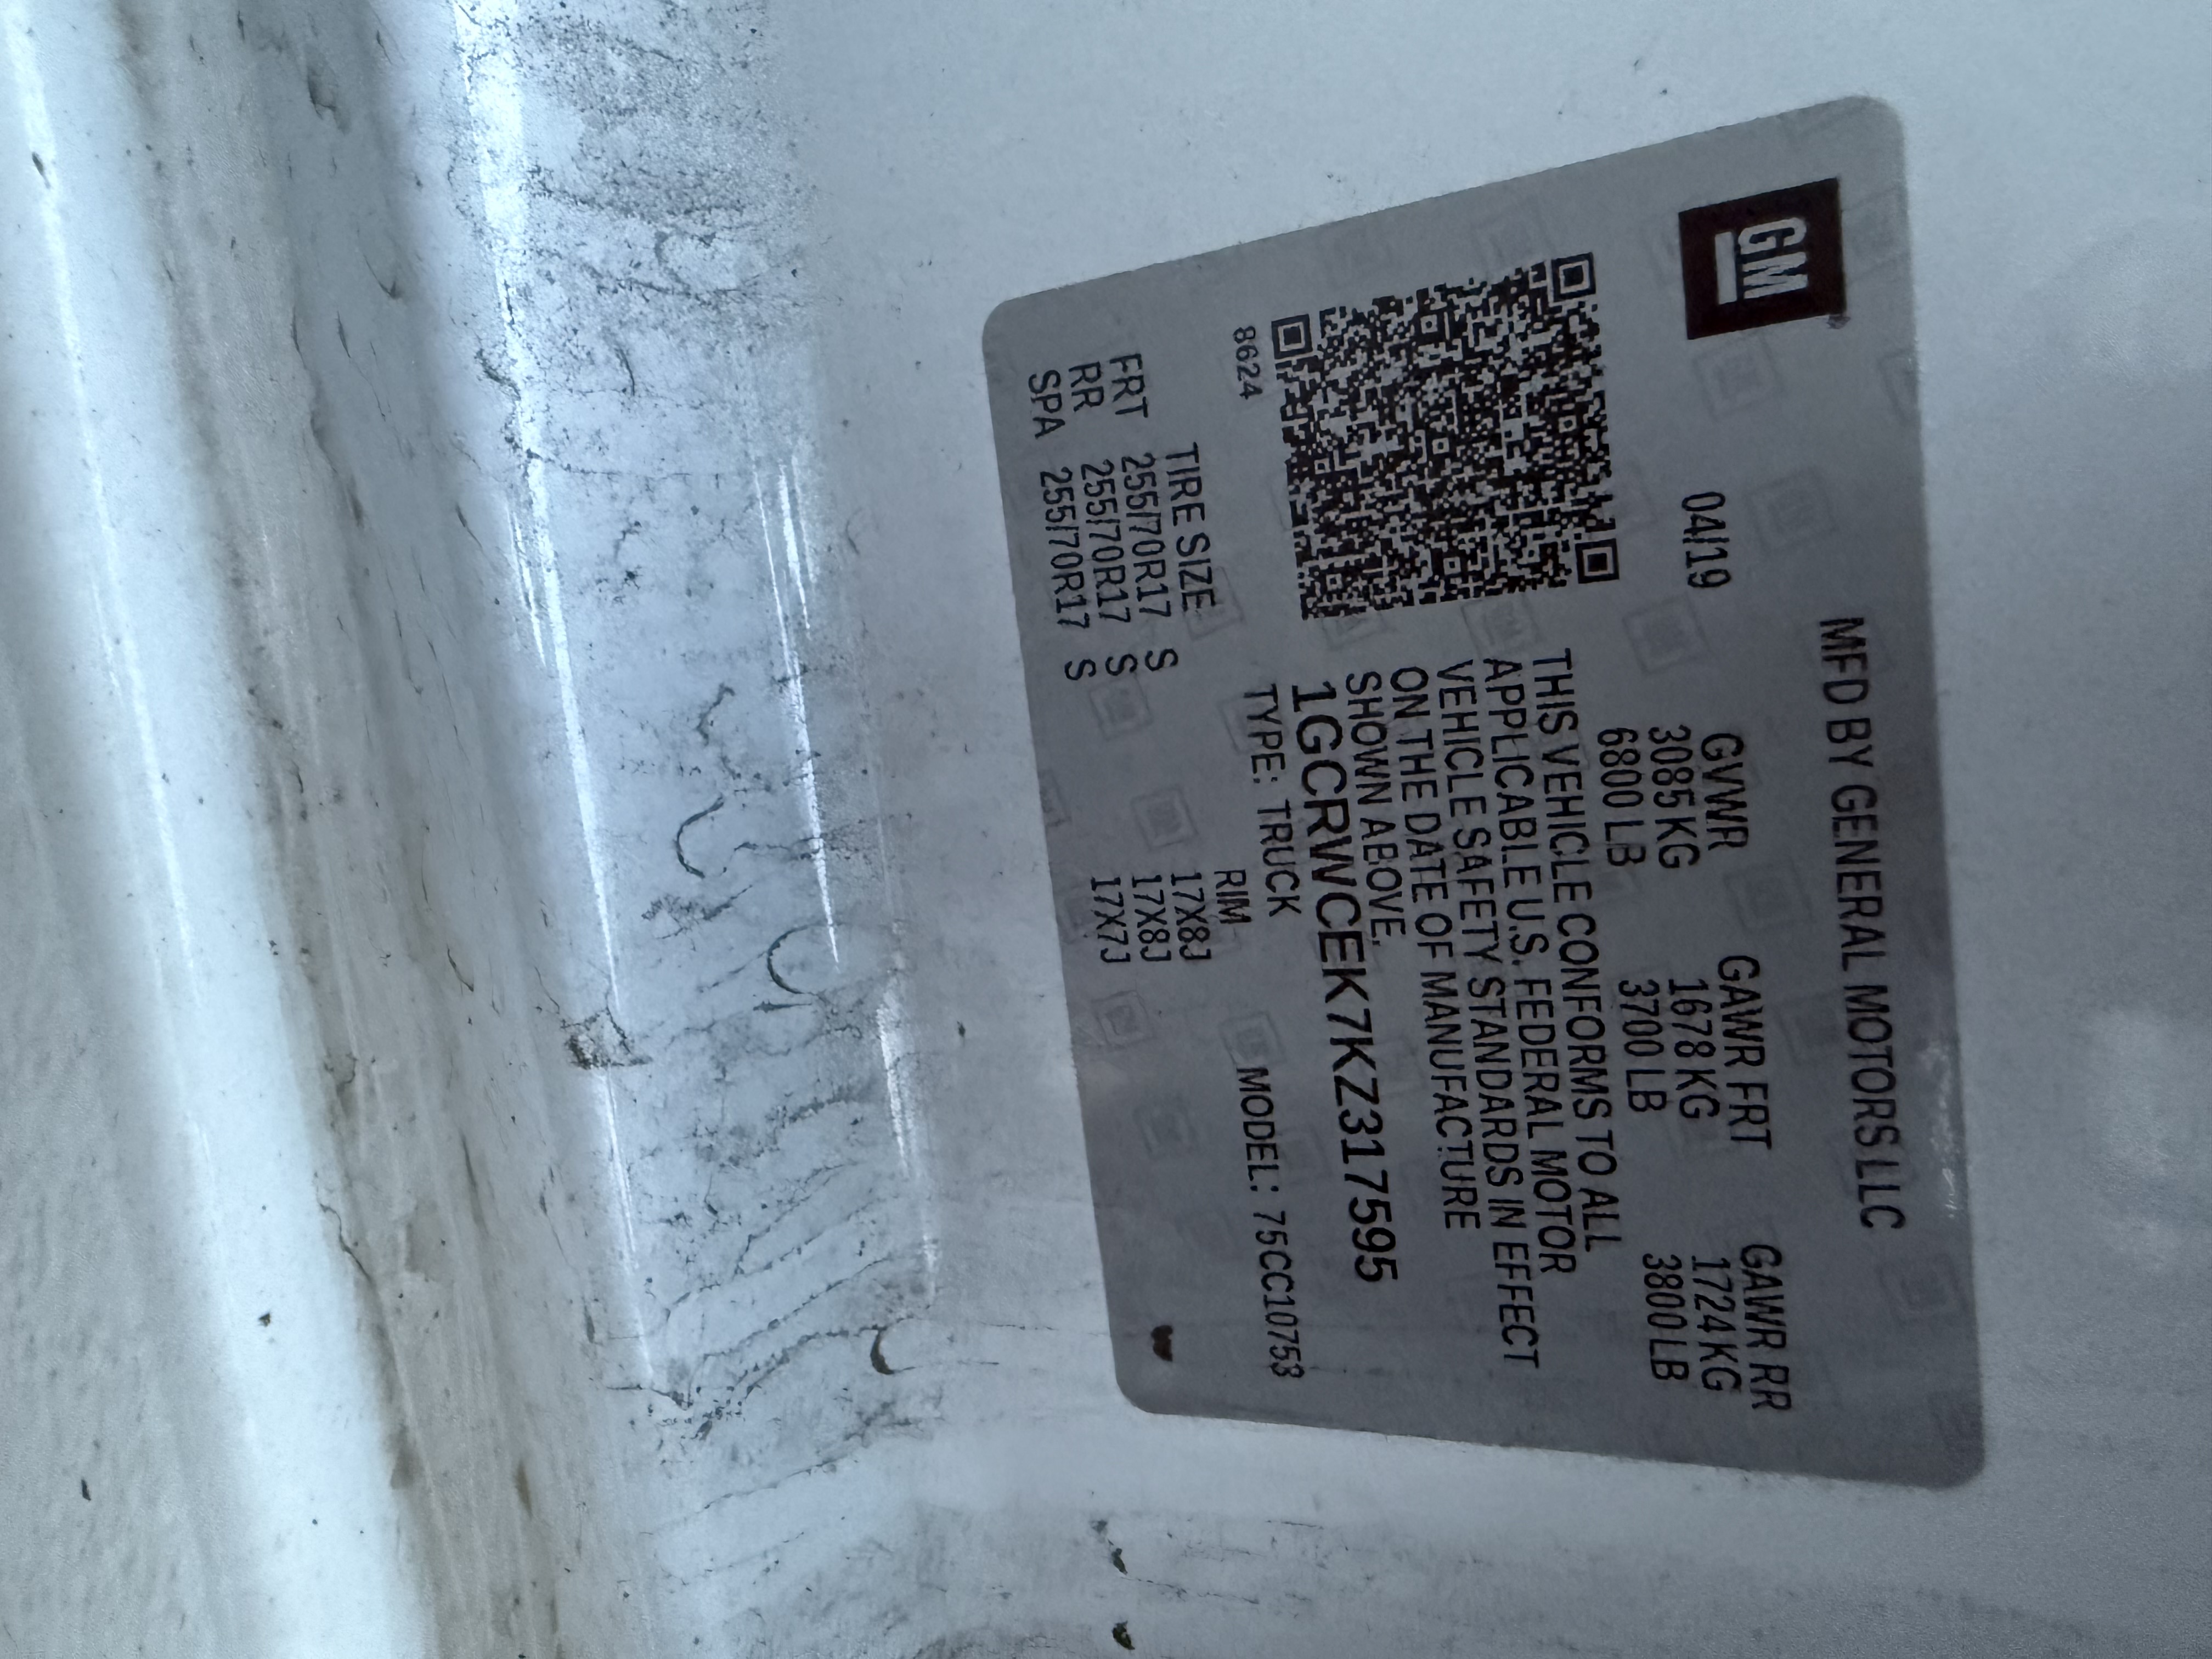 GM
MFD BY GENERAL MOTORS LLC
04/19
GVWR GAWR FRT GAWR RR
3085 KG 1678 KG 1724 KG
6800 LB 3700 LB 3800 LB
THIS VEHICLE CONFORMS TO ALL
APPLICABLE U.S. FEDERAL MOTOR
VEHICLE SAFETY STANDARDS IN EFFECT
ON THE DATE OF MANUFACTURE
SHOWN ABOVE.
1GCRWCEK7KZ317595
8624
TYPE: TRUCK MODEL: 75CC10753
TIRE SIZE RIM
FRT 255/70R17 S 17X8J
RR 255/70R17 S 17X8J
SPA 255/70R17 S 17X7J